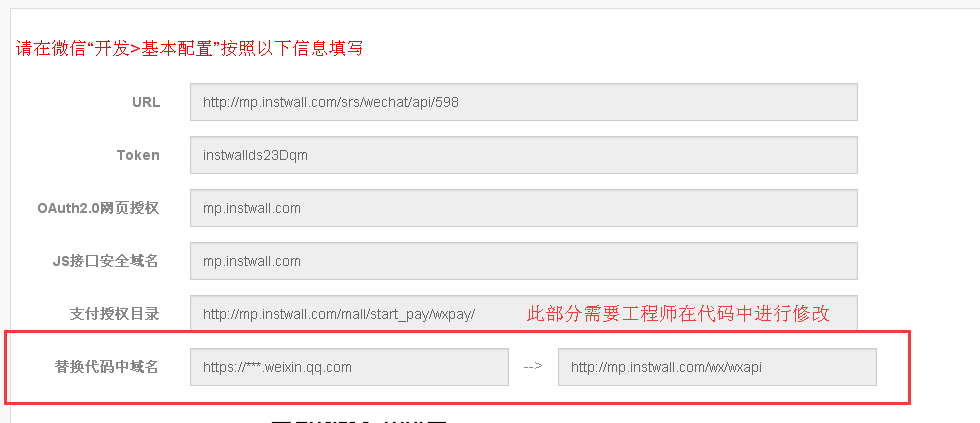 请在微信“开发>基本配置”按照以下信息填写
URL http://mp.instwall.com/srs/wechat/api/598
Token instwallds23Dqm
OAuth2.0网页授权 mp.instwall.com
JS接口安全域名 mp.instwall.com
支付授权目录 http://mp.instwall.com/mall/start_pay/wxpay/ 此部分需要工程师在代码中进行修改
替换代码中域名 https://***.weixin.qq.com --> http://mp.instwall.com/wx/wxapi